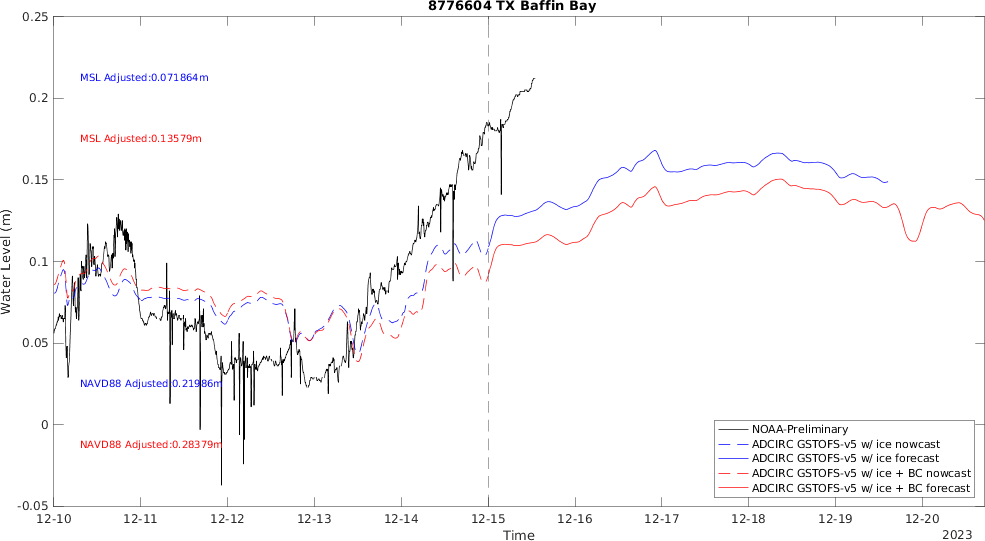 8776604 TX Baffin Bay
0.25
0.2
0.15
0.1
0.05
0
-0.05
Water Level (m)
MSL Adjusted:0.071864m
MSL Adjusted:0.13579m
NAVD88 Adjusted:0.21986m
NAVD88 Adjusted:0.28379m
NOAA-Preliminary
ADCIRC GSTOFS-v5 w/ ice nowcast
ADCIRC GSTOFS-v5 w/ ice forecast
ADCIRC GSTOFS-v5 w/ ice + BC nowcast
ADCIRC GSTOFS-v5 w/ ice + BC forecast
12-10 12-11 12-12 12-13 12-14 12-15 12-16 12-17 12-18 12-19 12-20
Time
2023